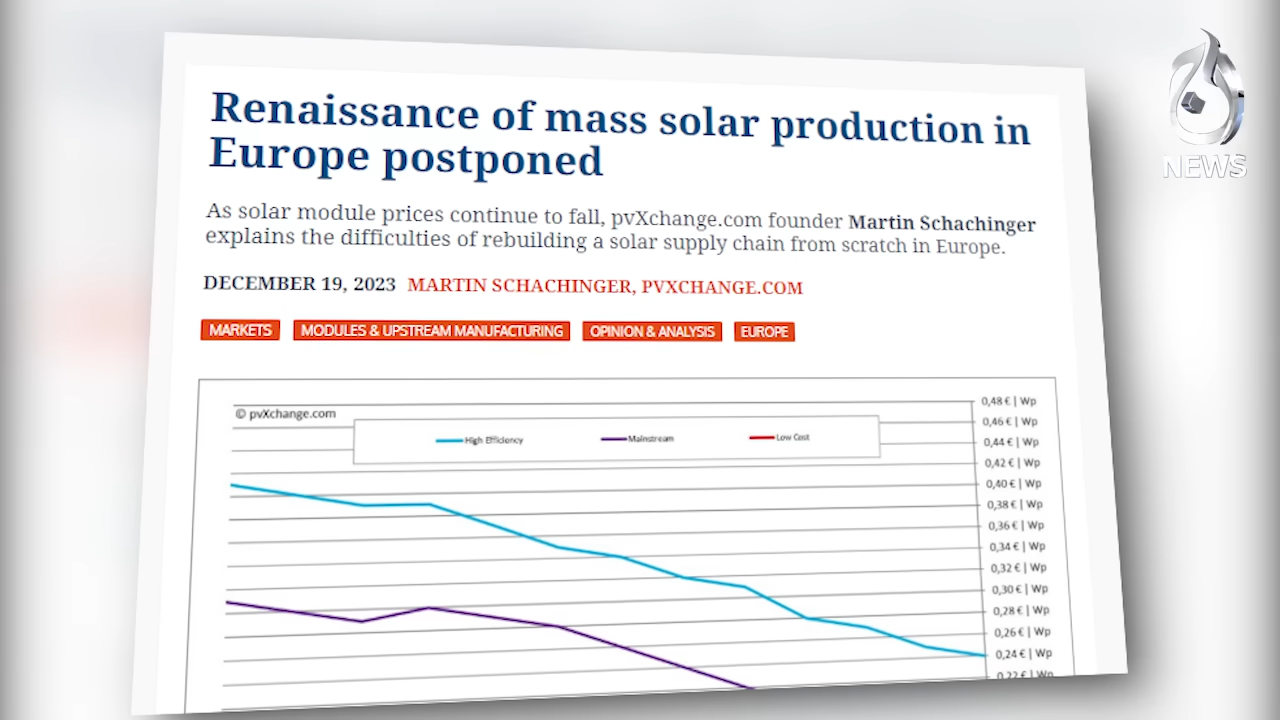 NEWS
Renaissance of mass solar production in
Europe postponed
As solar module prices continue to fall, pvXchange.com founder Martin Schachinger
explains the difficulties of rebuilding a solar supply chain from scratch in Europe.
DECEMBER 19, 2023 MARTIN SCHACHINGER, PVXCHANGE.COM
MARKETS MODULES & UPSTREAM MANUFACTURING OPINION & ANALYSIS EUROPE
© pvXchange.com
High Efficiency Mainstream Low Cost
0,48 € | Wp
0,46 € | Wp
0,44 € | Wp
0,42 € | Wp
0,40 € | Wp
0,38 € | Wp
0,36 € | Wp
0,34 € | Wp
0,32 € | Wp
0,30 € | Wp
0,28 € | Wp
0,26 € | Wp
0,24 € | Wp
0,22 € | Wp